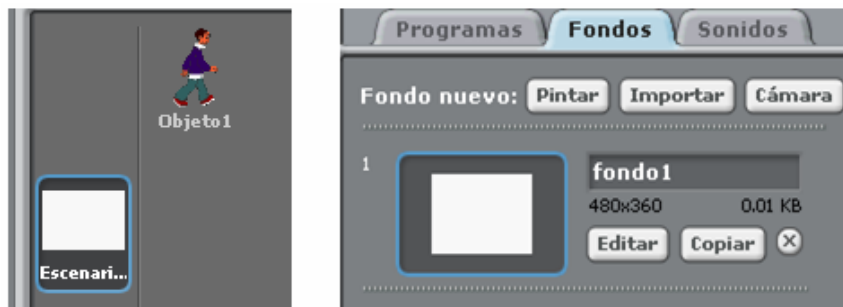 Objeto1
Escenari...
Programas Fondos Sonidos
Fondo nuevo: Pintar Importar Cámara
1
fondo1
480x360 0.01 KB
Editar Copiar